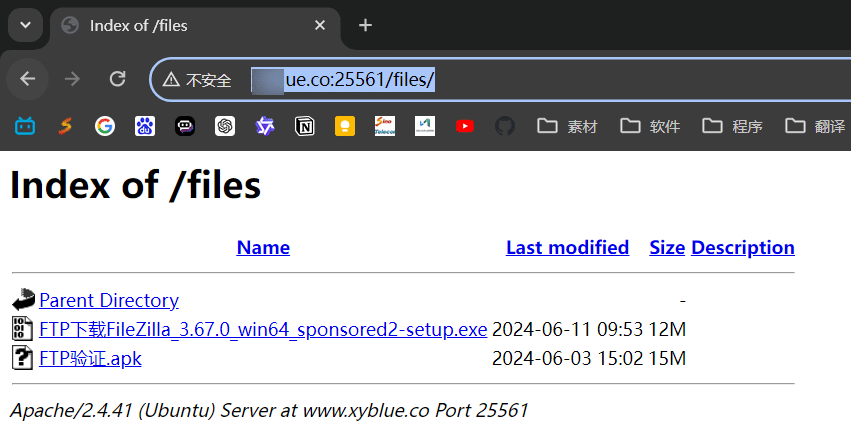 Index of /files
不安全 ue.co:25561/files/
素材 软件 程序 翻译
Index of /files
Name Last modified Size Description
Parent Directory -
FTP下载FileZilla_3.67.0_win64_sponsored2-setup.exe 2024-06-11 09:53 12M
FTP验证.apk 2024-06-03 15:02 15M
Apache/2.4.41 (Ubuntu) Server at www.xyblue.co Port 25561